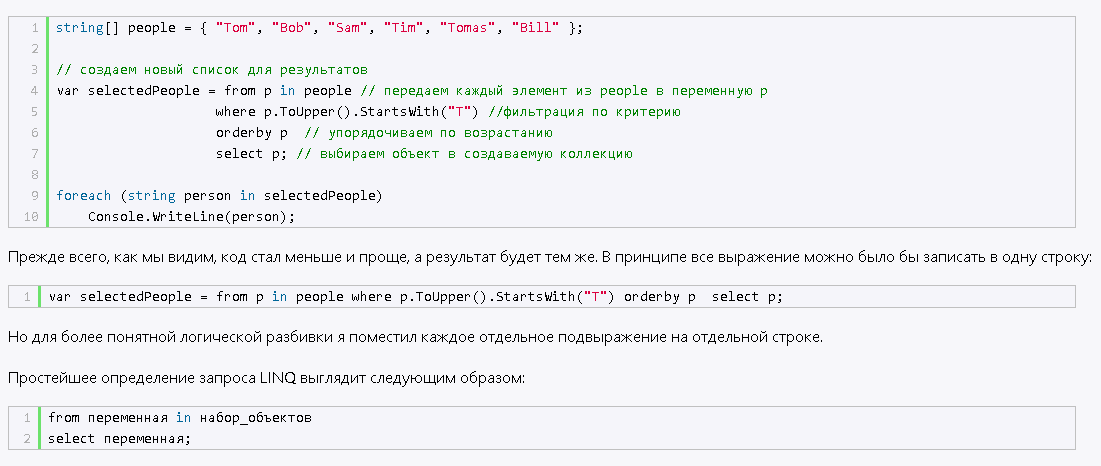 1 string[] people = { "Tom", "Bob", "Sam", "Tim", "Tomas", "Bill" };
2
3 // создаем новый список для результатов
4 var selectedPeople = from p in people // передаем каждый элемент из people в переменную p
5 where p.ToUpper().StartsWith("T") //фильтрация по критерию
6 orderby p  // упорядочиваем по возрастанию
7 select p; // выбираем объект в создаваемую коллекцию
8
9 foreach (string person in selectedPeople)
10 Console.WriteLine(person);
Прежде всего, как мы видим, код стал меньше и проще, а результат будет тем же. В принципе все выражение можно было бы записать в одну строку:
1 var selectedPeople = from p in people where p.ToUpper().StartsWith("T") orderby p  select p;
Но для более понятной логической разбивки я поместил каждое отдельное подвыражение на отдельной строке.
Простейшее определение запроса LINQ выглядит следующим образом:
1 from переменная in набор_объектов
2 select переменная;